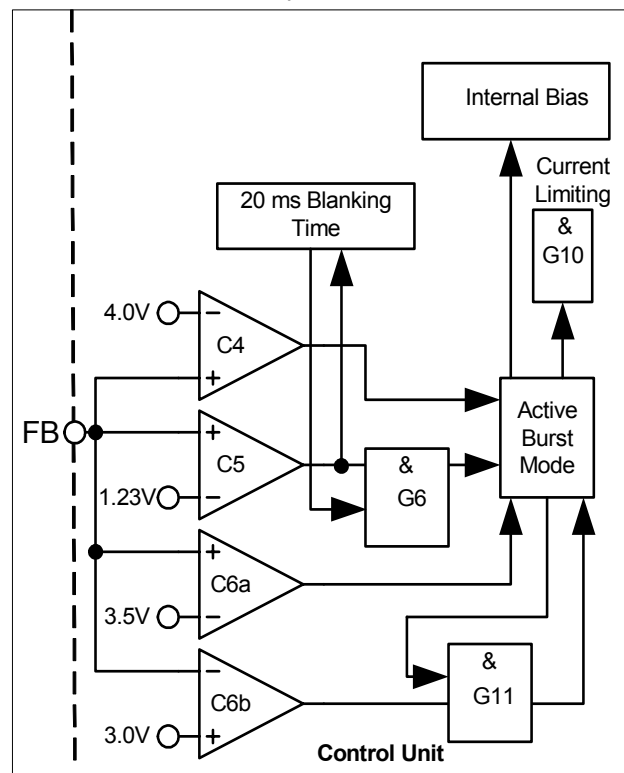 Internal Bias
Current
Limiting
20 ms Blanking
Time
&
G10
4.0V
−
C4
+
FB
+
C5
−
1.23V
&
G6
Active
Burst
Mode
+
C6a
−
3.5V
−
C6b
+
3.0V
&
G11
Control Unit